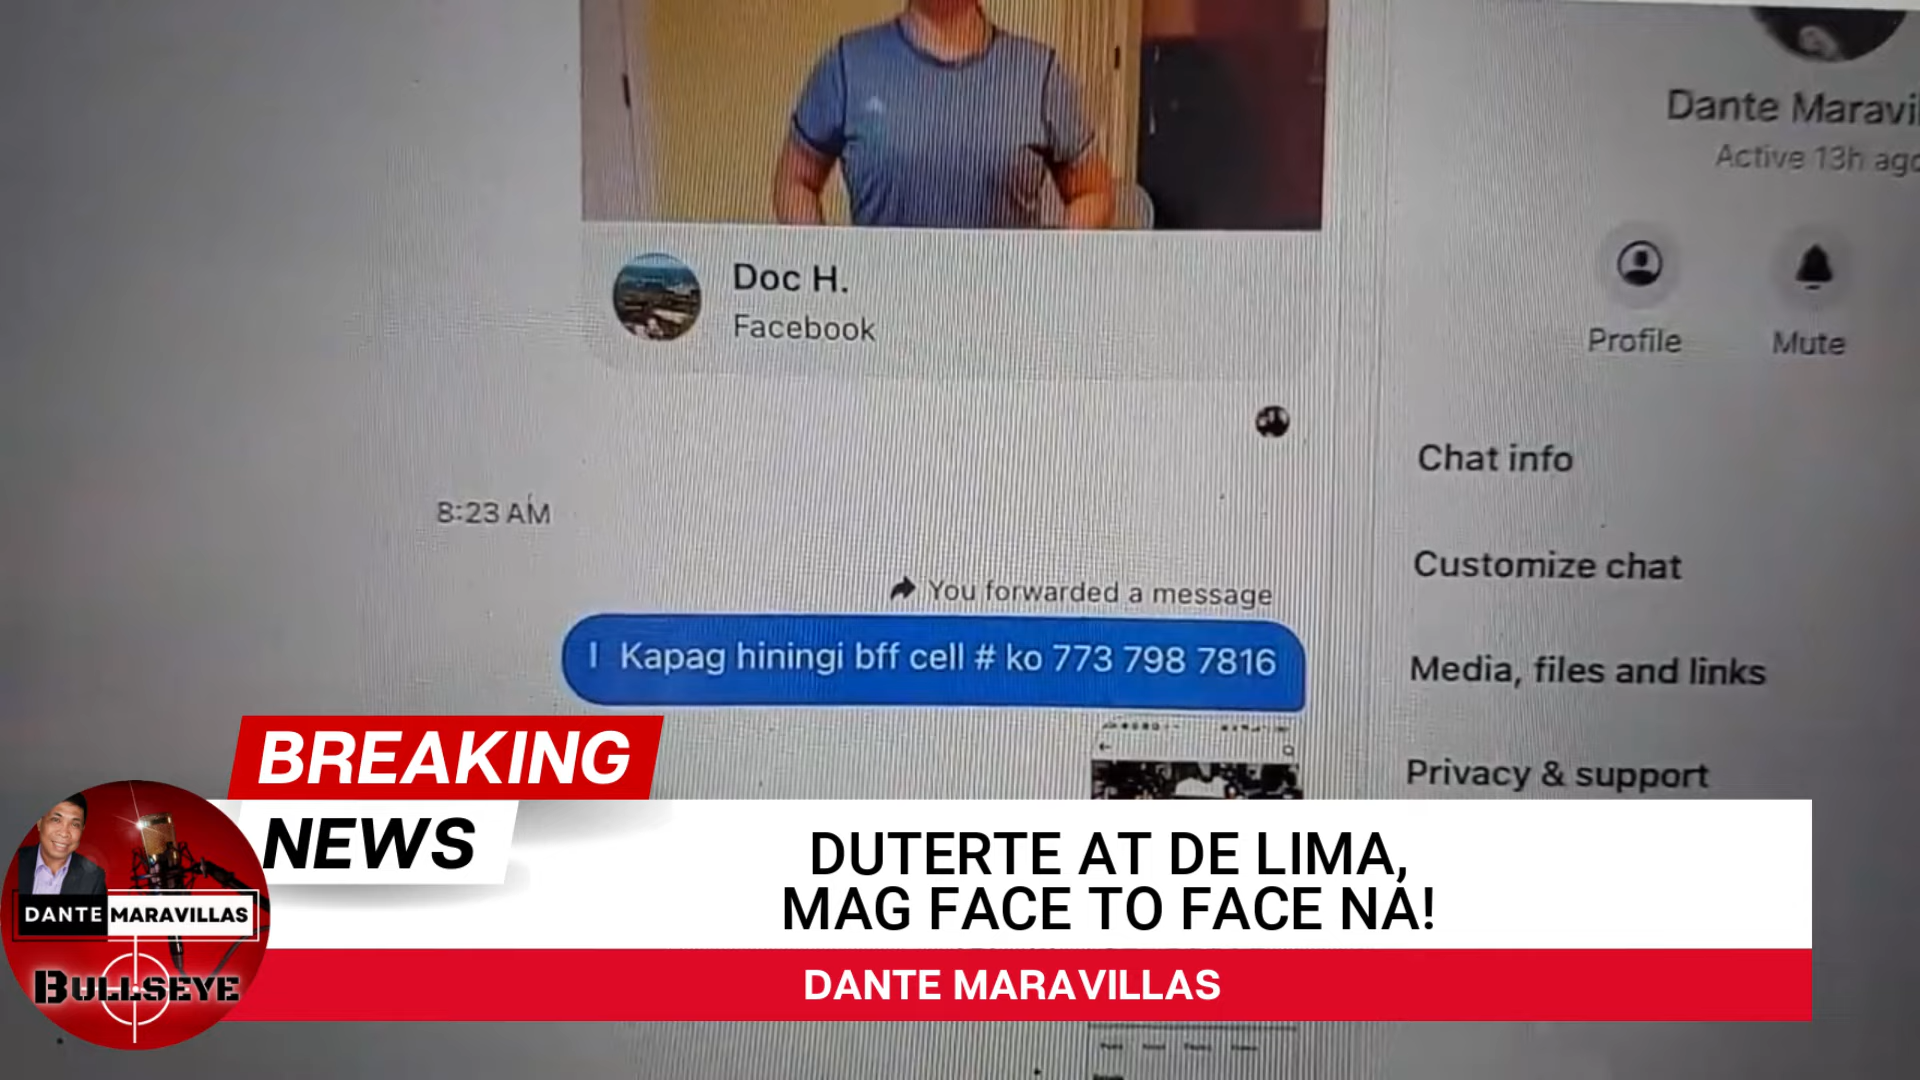 Dante Maravil
Active 13h ago
Doc H.
Facebook
Profile
Mute
Chat info
8:23 AM
Customize chat
You forwarded a message
Kapag hiningi bff cell # ko 773 798 7816
Media, files and links
Privacy & support
BREAKING
NEWS
DUTERTE AT DE LIMA,
MAG FACE TO FACE NA!
DANTE MARAVILLAS
DANTE MARAVILLAS
BULLSEYE